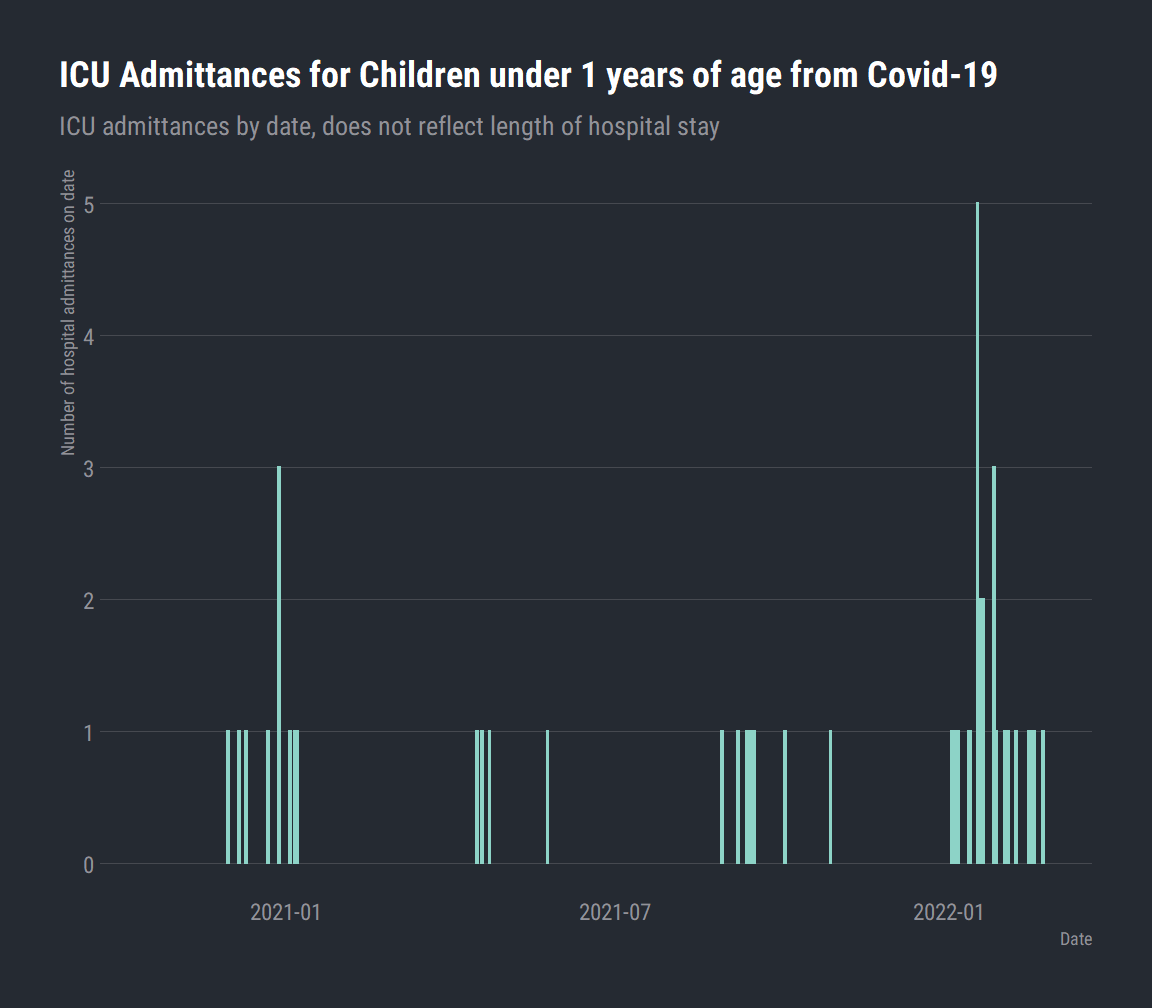 ICU Admittances for Children under 1 years of age from Covid-19
ICU admittances by date, does not reflect length of hospital stay
Number of hospital admittances on date
5
4
3
2
1
0
2021-01 2021-07 2022-01
Date